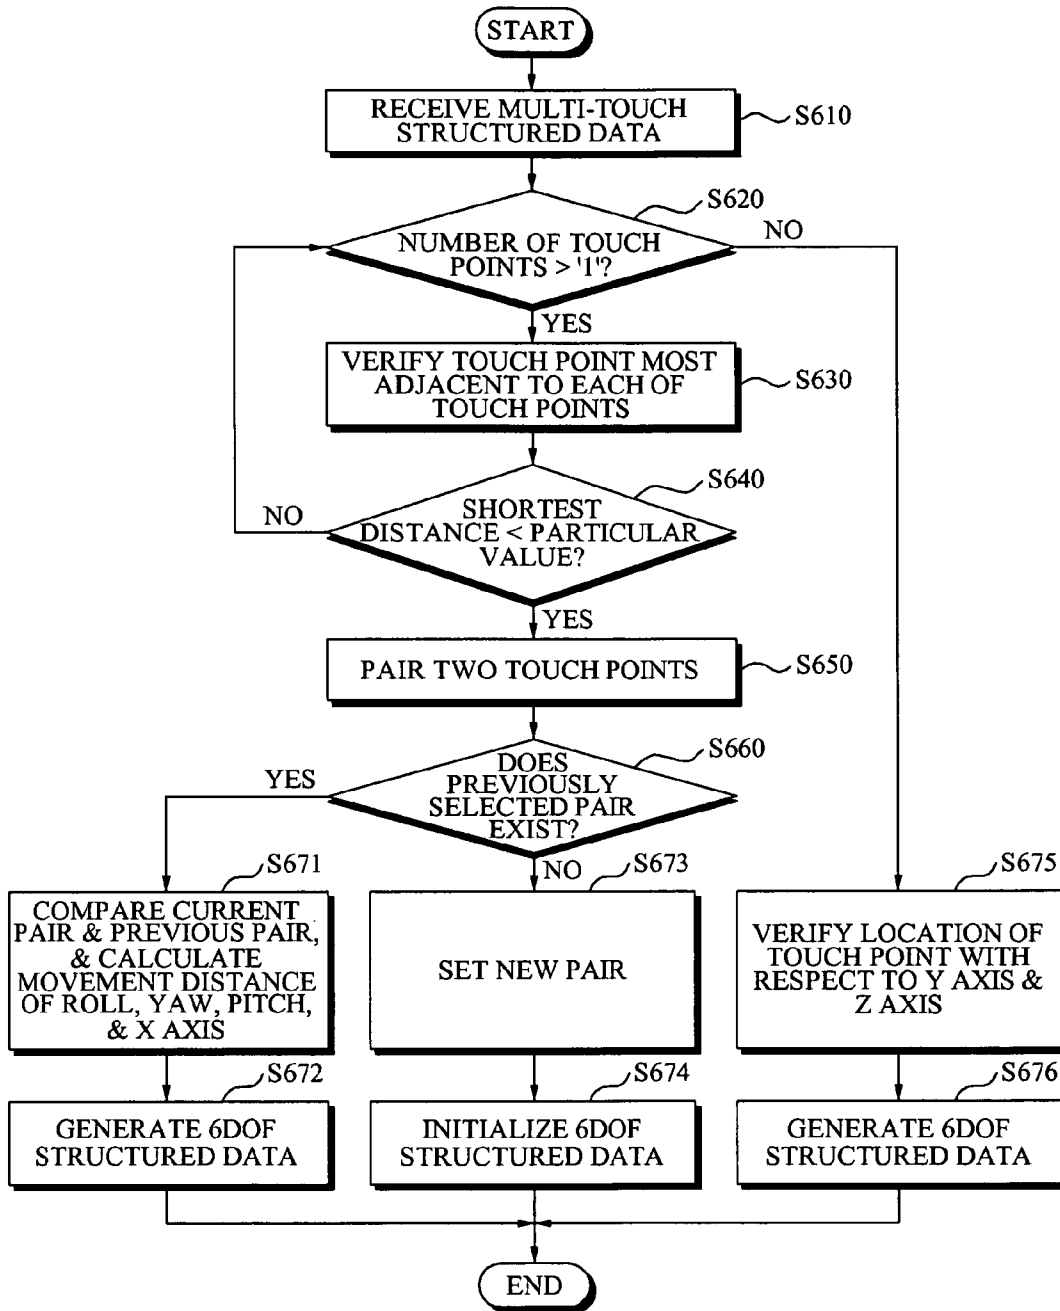 START
RECEIVE MULTI-TOUCH
STRUCTURED DATA
S610
S620
NUMBER OF TOUCH
POINTS > '1'?
NO
YES
VERIFY TOUCH POINT MOST
ADJACENT TO EACH OF
TOUCH POINTS
S630
S640
SHORTEST
DISTANCE < PARTICULAR
VALUE?
NO
YES
PAIR TWO TOUCH POINTS
S650
S660
DOES
PREVIOUSLY
SELECTED PAIR
EXIST?
YES
NO
S671
COMPARE CURRENT
PAIR & PREVIOUS PAIR,
& CALCULATE
MOVEMENT DISTANCE
OF ROLL, YAW, PITCH,
& X AXIS
S673
SET NEW PAIR
S675
VERIFY LOCATION OF
TOUCH POINT WITH
RESPECT TO Y AXIS &
Z AXIS
S672
GENERATE 6DOF
STRUCTURED DATA
S674
INITIALIZE 6DOF
STRUCTURED DATA
S676
GENERATE 6DOF
STRUCTURED DATA
END